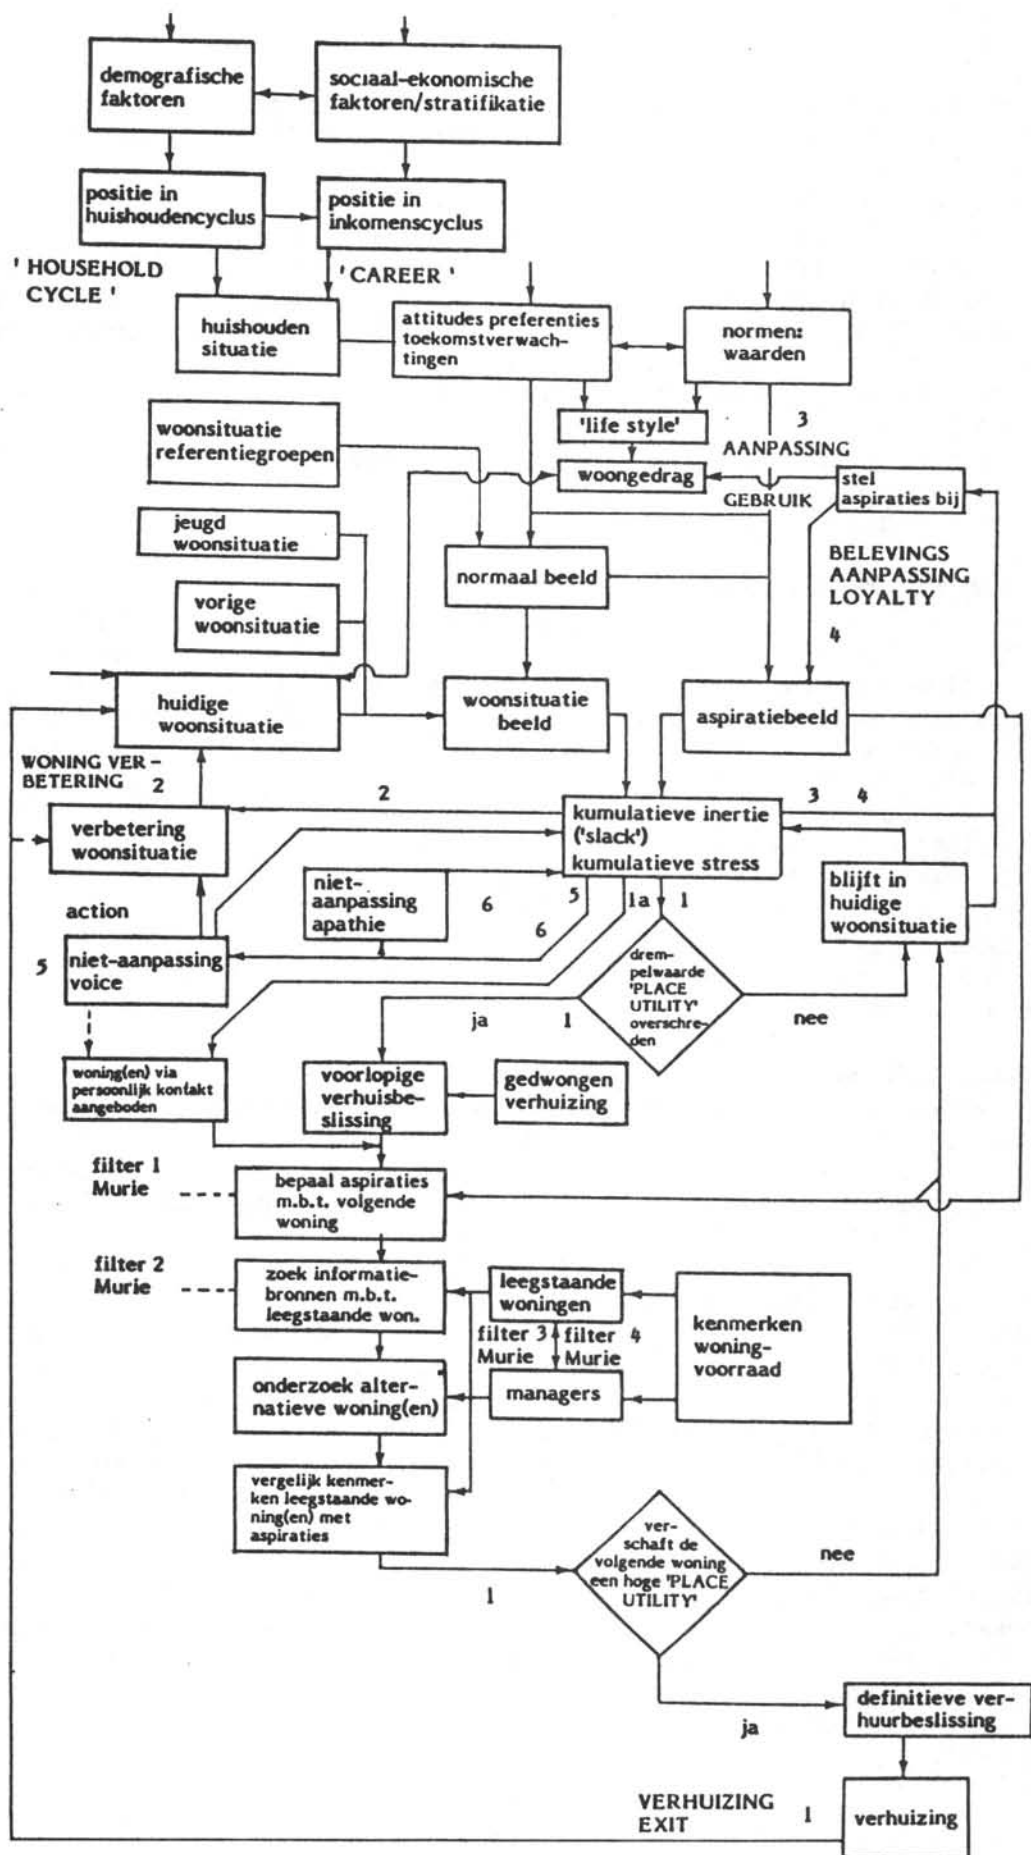 demografische
faktoren
sociaal-ekonomische
faktoren/stratifikatie
positie in
huishoudencyclus
positie in
inkomenscyclus
' HOUSEHOLD
CYCLE '
' CAREER '
huishouden
situatie
attitudes preferenties
toekomstverwach-
tingen
normen:
waarden
'life style'
3
AANPASSING
woonsituatie
referentiegroepen
woongedrag
GEBRUIK
stel
aspiraties bij
jeugd
woonsituatie
normaal beeld
BELEVINGS
AANPASSING
LOYALTY
4
vorige
woonsituatie
huidige
woonsituatie
woonsituatie
beeld
aspiratiebeeld
WONING VER-
BETERING 2
2
3 4
verbetering
woonsituatie
kumulatieve inertie
('slack')
kumulatieve stress
blijft in
huidige
woonsituatie
niet-
aanpassing
apathie
6
5
1a
1
6
action
5
niet-aanpassing
voice
drem-
pelwaarde
'PLACE
UTILITY'
overschre-
den
ja
1
nee
woning(en) via
persoonlijk kontakt
aangeboden
voorlopige
verhuisbe-
slissing
gedwongen
verhuizing
filter 1
Murie
bepaal aspiraties
m.b.t. volgende
woning
filter 2
Murie
zoek informatie-
bronnen m.b.t.
leegstaande won.
leegstaande
woningen
kenmerken
woning-
voorraad
filter 3
Murie
filter 4
Murie
onderzoek alter-
natieve woning(en)
managers
vergelijk kenmer-
ken leegstaande wo-
ning(en) met
aspiraties
1
ver-
schaft de
volgende woning
een hoge 'PLACE
UTILITY'
nee
ja
definitieve ver-
huurbeslissing
VERHUIZING
EXIT
1
verhuizing